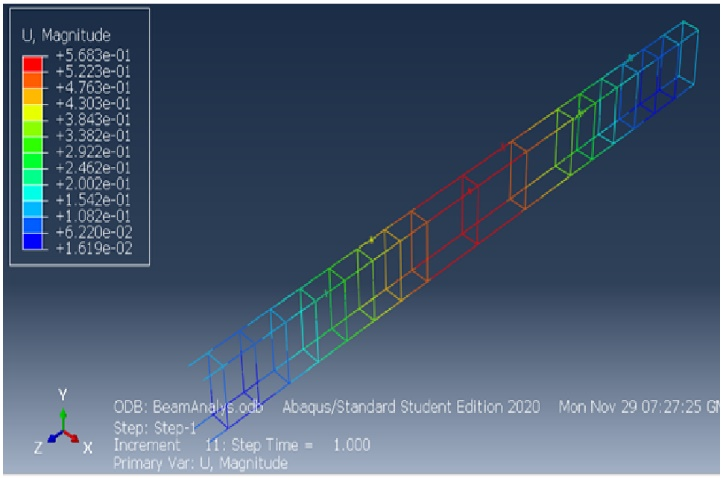 U, Magnitude
+5.683e-01
+5.223e-01
+4.763e-01
+4.303e-01
+3.843e-01
+3.382e-01
+2.922e-01
+2.462e-01
+2.002e-01
+1.542e-01
+1.082e-01
+6.220e-02
+1.619e-02
Y
Z X
ODB: BeamAnalys.odb Abaqus/Standard Student Edition 2020 Mon Nov 29 07:27:25 GM
Step: Step-1
Increment 11: Step Time = 1.000
Primary Var: U, Magnitude